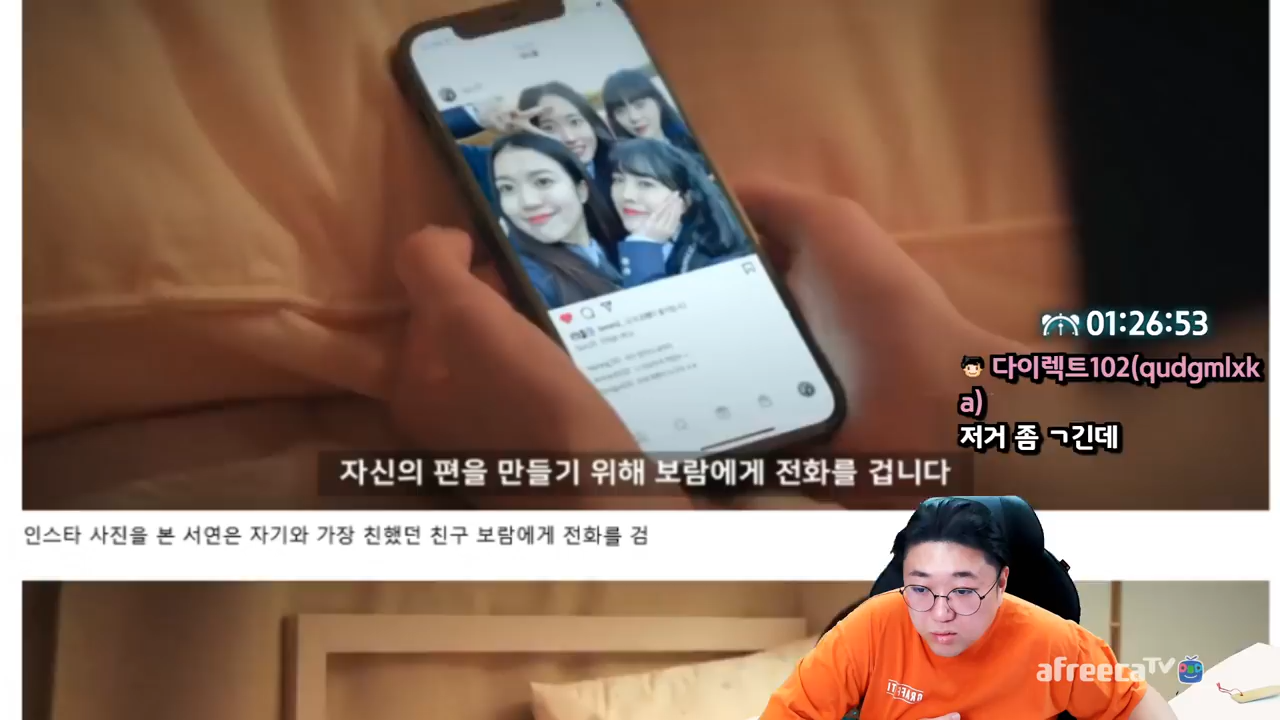 01:26:53
다이렉트102(qudgmlxk
a)
저거 좀 ㄱ긴데
자신의 편을 만들기 위해 보람에게 전화를 겁니다
인스타 사진을 본 서연은 자기와 가장 친했던 친구 보람에게 전화를 검
afreecaTV